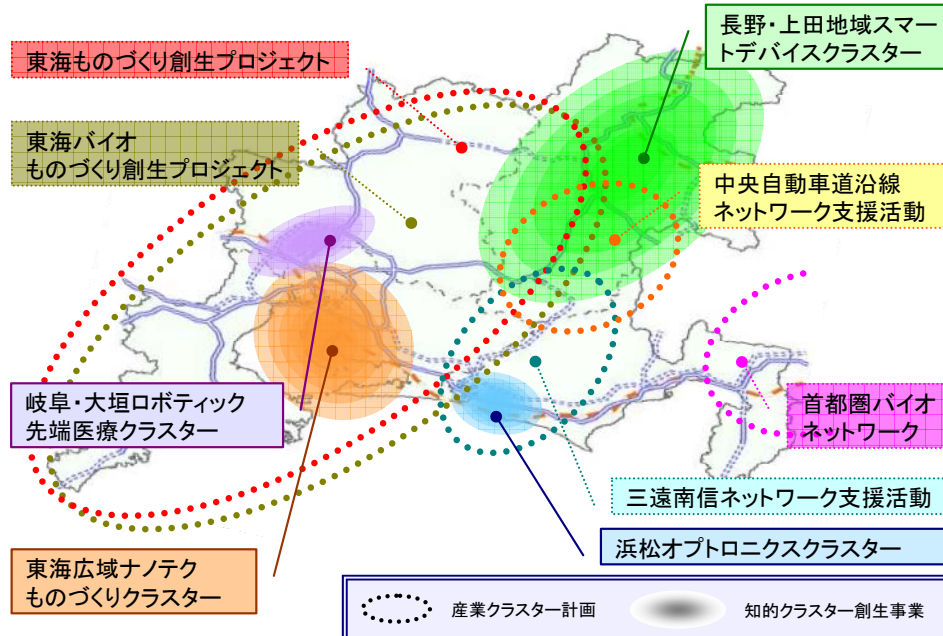 長野・上田地域スマー
トデバイスクラスター
東海ものづくり創生プロジェクト
東海バイオ
ものづくり創生プロジェクト
中央自動車道沿線
ネットワーク支援活動
岐阜・大垣ロボティック
先端医療クラスター
首都圏バイオ
ネットワーク
三遠南信ネットワーク支援活動
浜松オプトロニクスクラスター
東海広域ナノテク
ものづくりクラスター
産業クラスター計画
知的クラスター創生事業